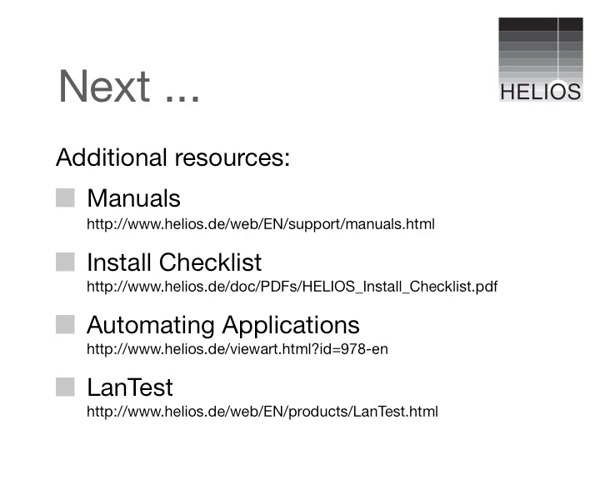 HELIOS
Next ...
Additional resources:
Manuals
http://www.helios.de/web/EN/support/manuals.html
Install Checklist
http://www.helios.de/doc/PDFs/HELIOS_Install_Checklist.pdf
Automating Applications
http://www.helios.de/viewart.html?id=978-en
LanTest
http://www.helios.de/web/EN/products/LanTest.html